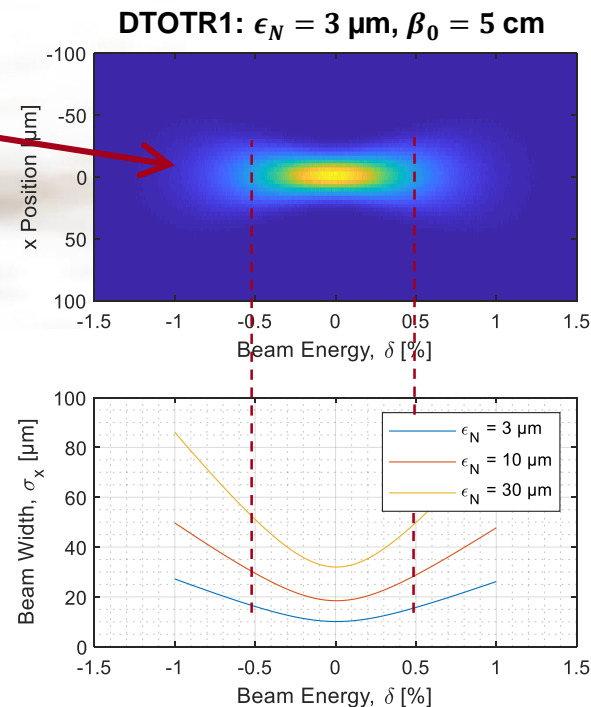 DTOTR1: ϵ_N = 3 µm, β_0 = 5 cm
-100
-50
0
50
100
x Position [µm]
-1.5 -1 -0.5 0 0.5 1 1.5
Beam Energy, δ [%]
100
80
60
40
20
0
Beam Width, σ_x [µm]
ϵ_N = 3 µm
ϵ_N = 10 µm
ϵ_N = 30 µm
-1.5 -1 -0.5 0 0.5 1 1.5
Beam Energy, δ [%]